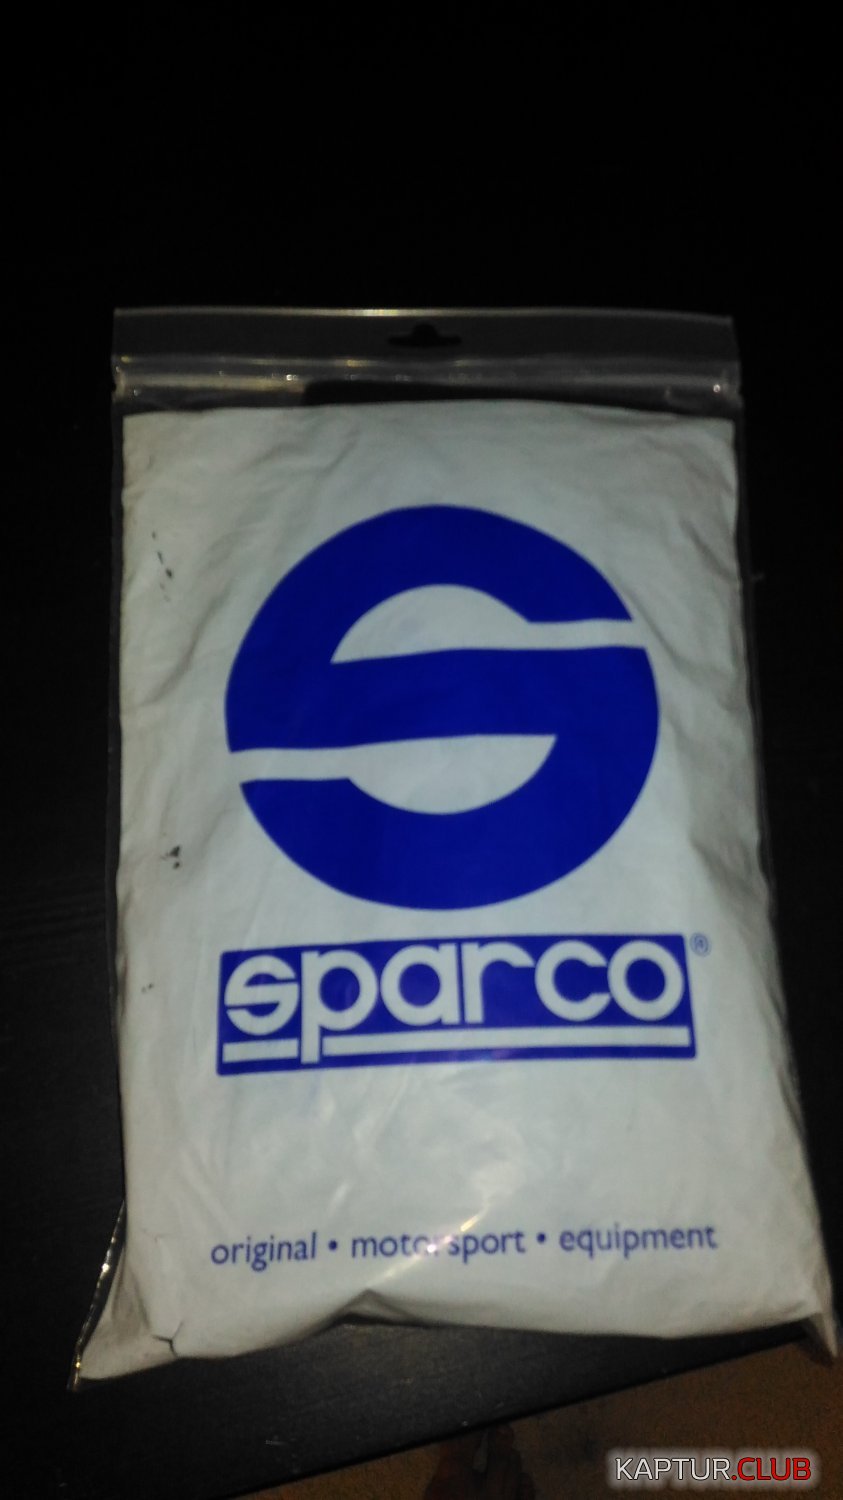 S
sparco®
original • motorsport • equipment
KAPTUR.CLUB